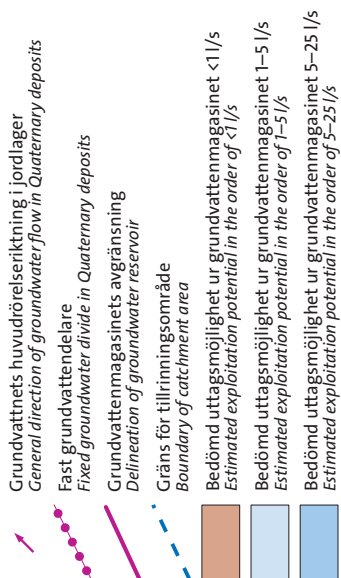 Grundvattnets huvudrörelseriktning i jordlager
General direction of groundwater flow in Quaternary deposits
Fast grundvattendelare
Fixed groundwater divide in Quaternary deposits
Grundvattenmagasinets avgränsning
Delineation of groundwater reservoir
Gräns för tillrinningsområde
Boundary of catchment area
Bedömd uttagsmöjlighet ur grundvattenmagasinet <1 l/s
Estimated exploitation potential in the order of <1 l/s
Bedömd uttagsmöjlighet ur grundvattenmagasinet 1–5 l/s
Estimated exploitation potential in the order of 1–5 l/s
Bedömd uttagsmöjlighet ur grundvattenmagasinet 5–25 l/s
Estimated exploitation potential in the order of 5–25 l/s